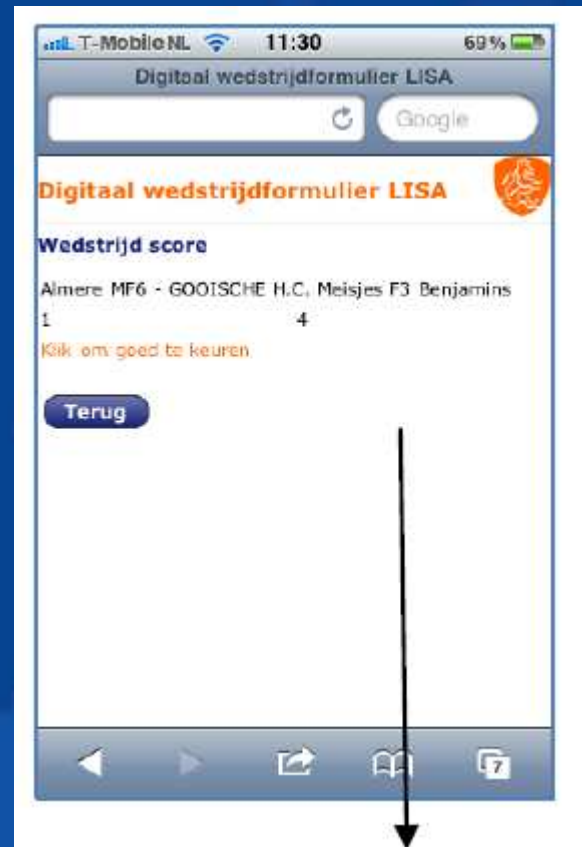 T-Mobile NL 11:30 69%
Digitaal wedstrijdformulier LISA
Google
Digitaal wedstrijdformulier LISA
Wedstrijd score
Almere MF6 - GOOISCHE H.C. Meisjes F3 Benjamins
1 4
Klik om goed te keuren
Terug
7